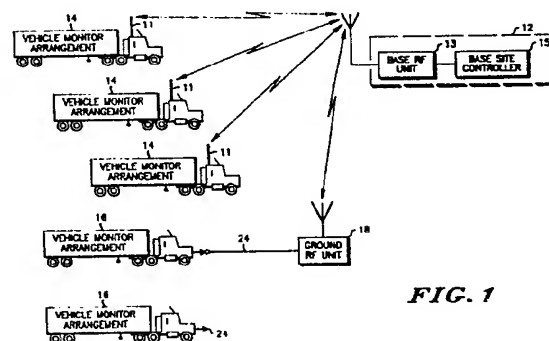 14
11
VEHICLE MONITOR
ARRANGEMENT
14
11
VEHICLE MONITOR
ARRANGEMENT
14
11
VEHICLE MONITOR
ARRANGEMENT
16
VEHICLE MONITOR
ARRANGEMENT
24
16
VEHICLE MONITOR
ARRANGEMENT
24
12
13
BASE RF
UNIT
15
BASE SITE
CONTROLLER
18
GROUND
RF UNIT
FIG. 1